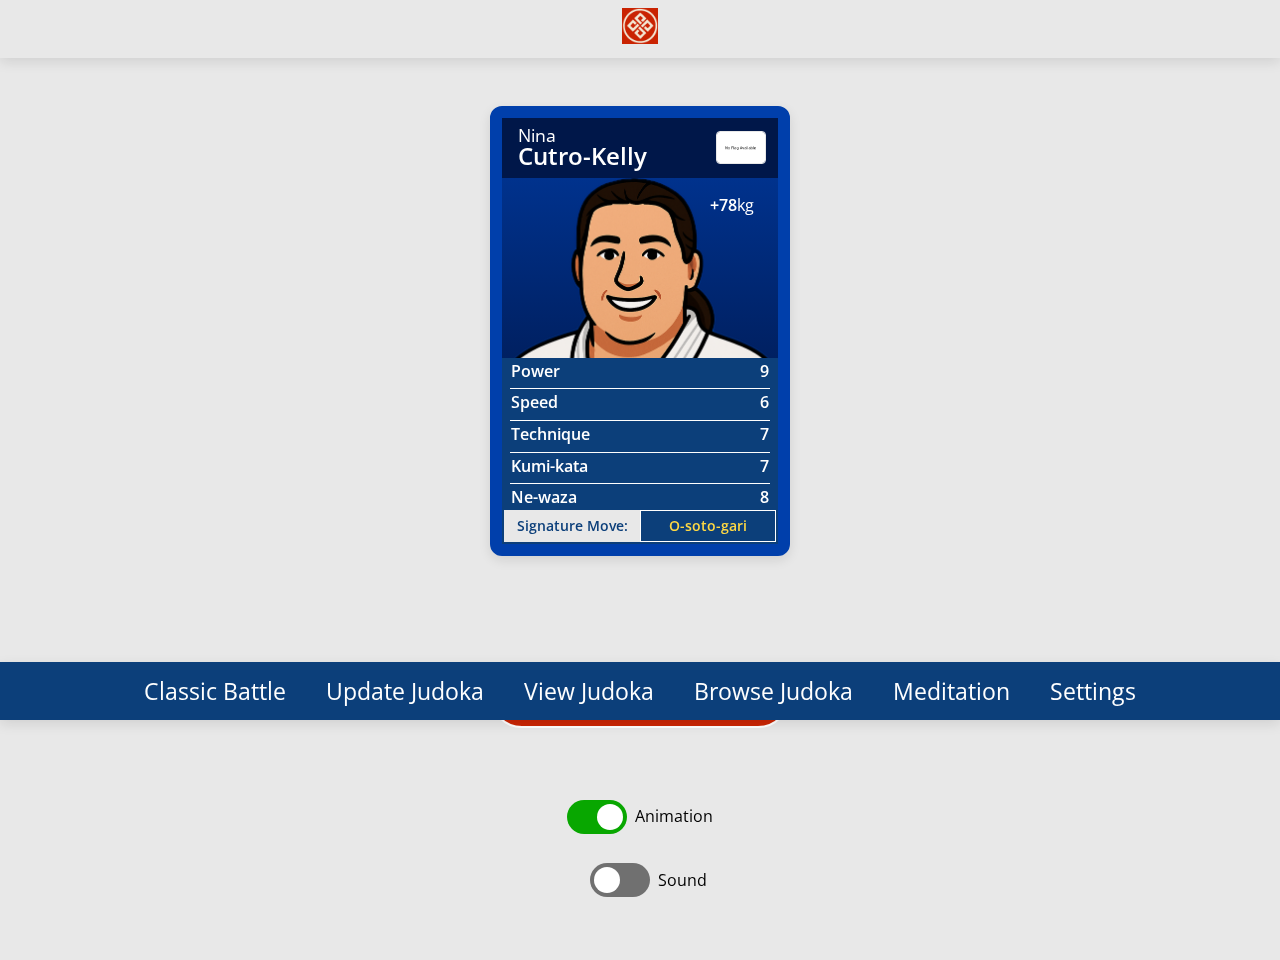 Nina
Cutro-Kelly
No Flag Available
+78kg
Power 9
Speed 6
Technique 7
Kumi-kata 7
Ne-waza 8
Signature Move: O-soto-gari
Classic Battle Update Judoka View Judoka Browse Judoka Meditation Settings
Animation
Sound